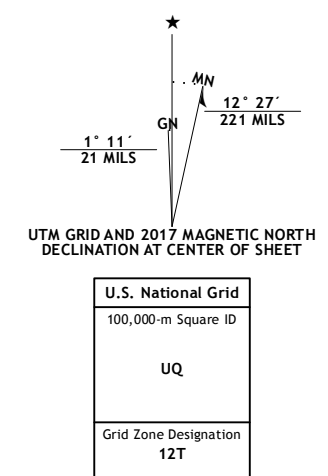 ★
MN
GN
12° 27´
221 MILS
1° 11´
21 MILS
UTM GRID AND 2017 MAGNETIC NORTH
DECLINATION AT CENTER OF SHEET
U.S. National Grid
100,000-m Square ID
UQ
Grid Zone Designation
12T